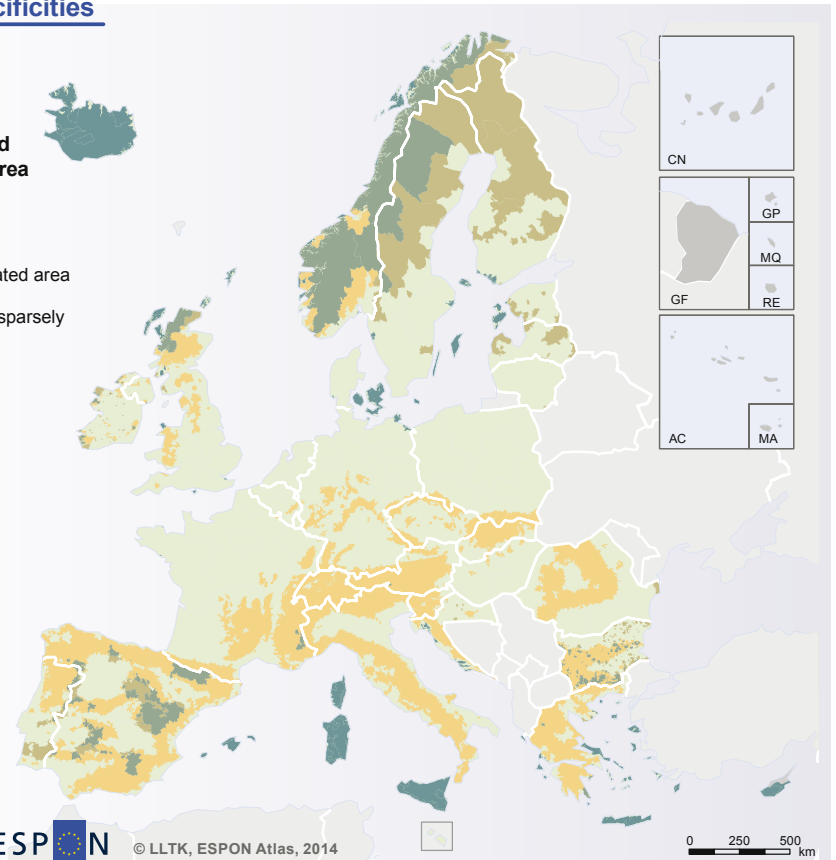 cificities
d
rea
ated area
sparsely
CN
GP
MQ
GF
RE
AC
MA
ESPON
© LLTK, ESPON Atlas, 2014
0 250 500
km